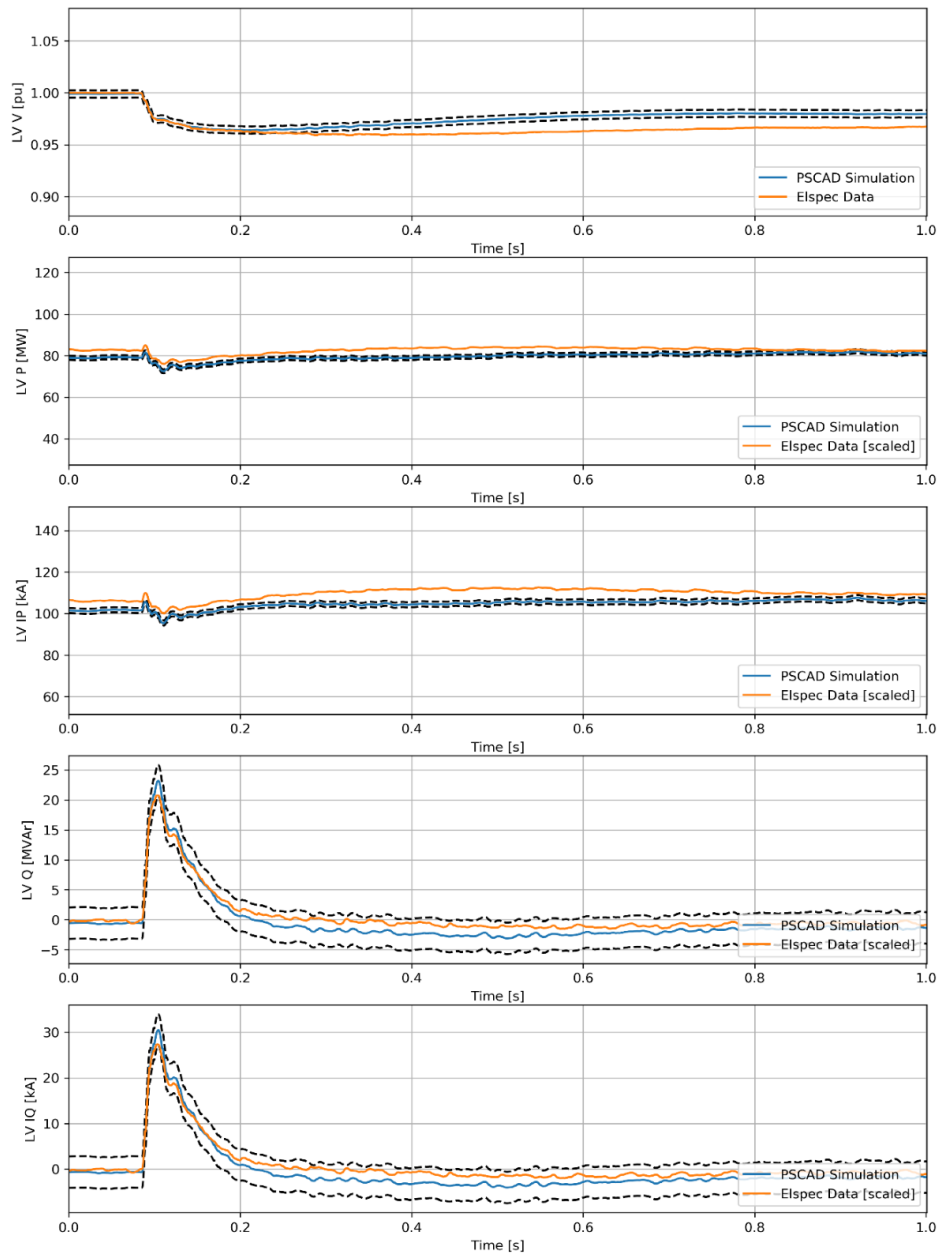 LV V [pu]
1.05
1.00
0.95
0.90
PSCAD Simulation
Elspec Data
0.0 0.2 0.4 0.6 0.8 1.0
Time [s]
LV P [MW]
120
100
80
60
40
PSCAD Simulation
Elspec Data [scaled]
0.0 0.2 0.4 0.6 0.8 1.0
Time [s]
LV IP [kA]
140
120
100
80
60
PSCAD Simulation
Elspec Data [scaled]
0.0 0.2 0.4 0.6 0.8 1.0
Time [s]
LV Q [MVAr]
25
20
15
10
5
0
−5
PSCAD Simulation
Elspec Data [scaled]
0.0 0.2 0.4 0.6 0.8 1.0
Time [s]
LV IQ [kA]
30
20
10
0
PSCAD Simulation
Elspec Data [scaled]
0.0 0.2 0.4 0.6 0.8 1.0
Time [s]